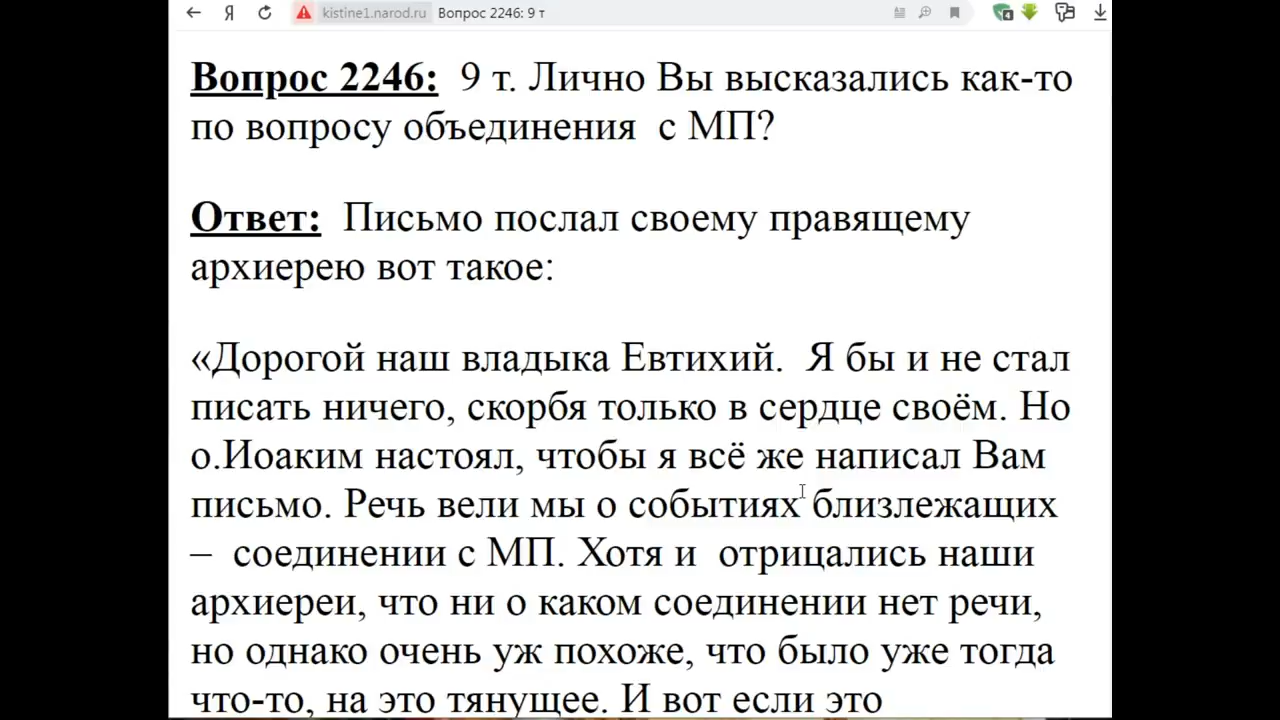 kistine1.narod.ru Вопрос 2246: 9 т
4
Вопрос 2246: 9 т. Лично Вы высказались как-то
по вопросу объединения с МП?
Ответ: Письмо послал своему правящему
архиерею вот такое:
«Дорогой наш владыка Евтихий. Я бы и не стал
писать ничего, скорбя только в сердце своём. Но
о.Иоаким настоял, чтобы я всё же написал Вам
письмо. Речь вели мы о событиях близлежащих
– соединении с МП. Хотя и отрицались наши
архиереи, что ни о каком соединении нет речи,
но однако очень уж похоже, что было уже тогда
что-то, на это тянущее. И вот если это